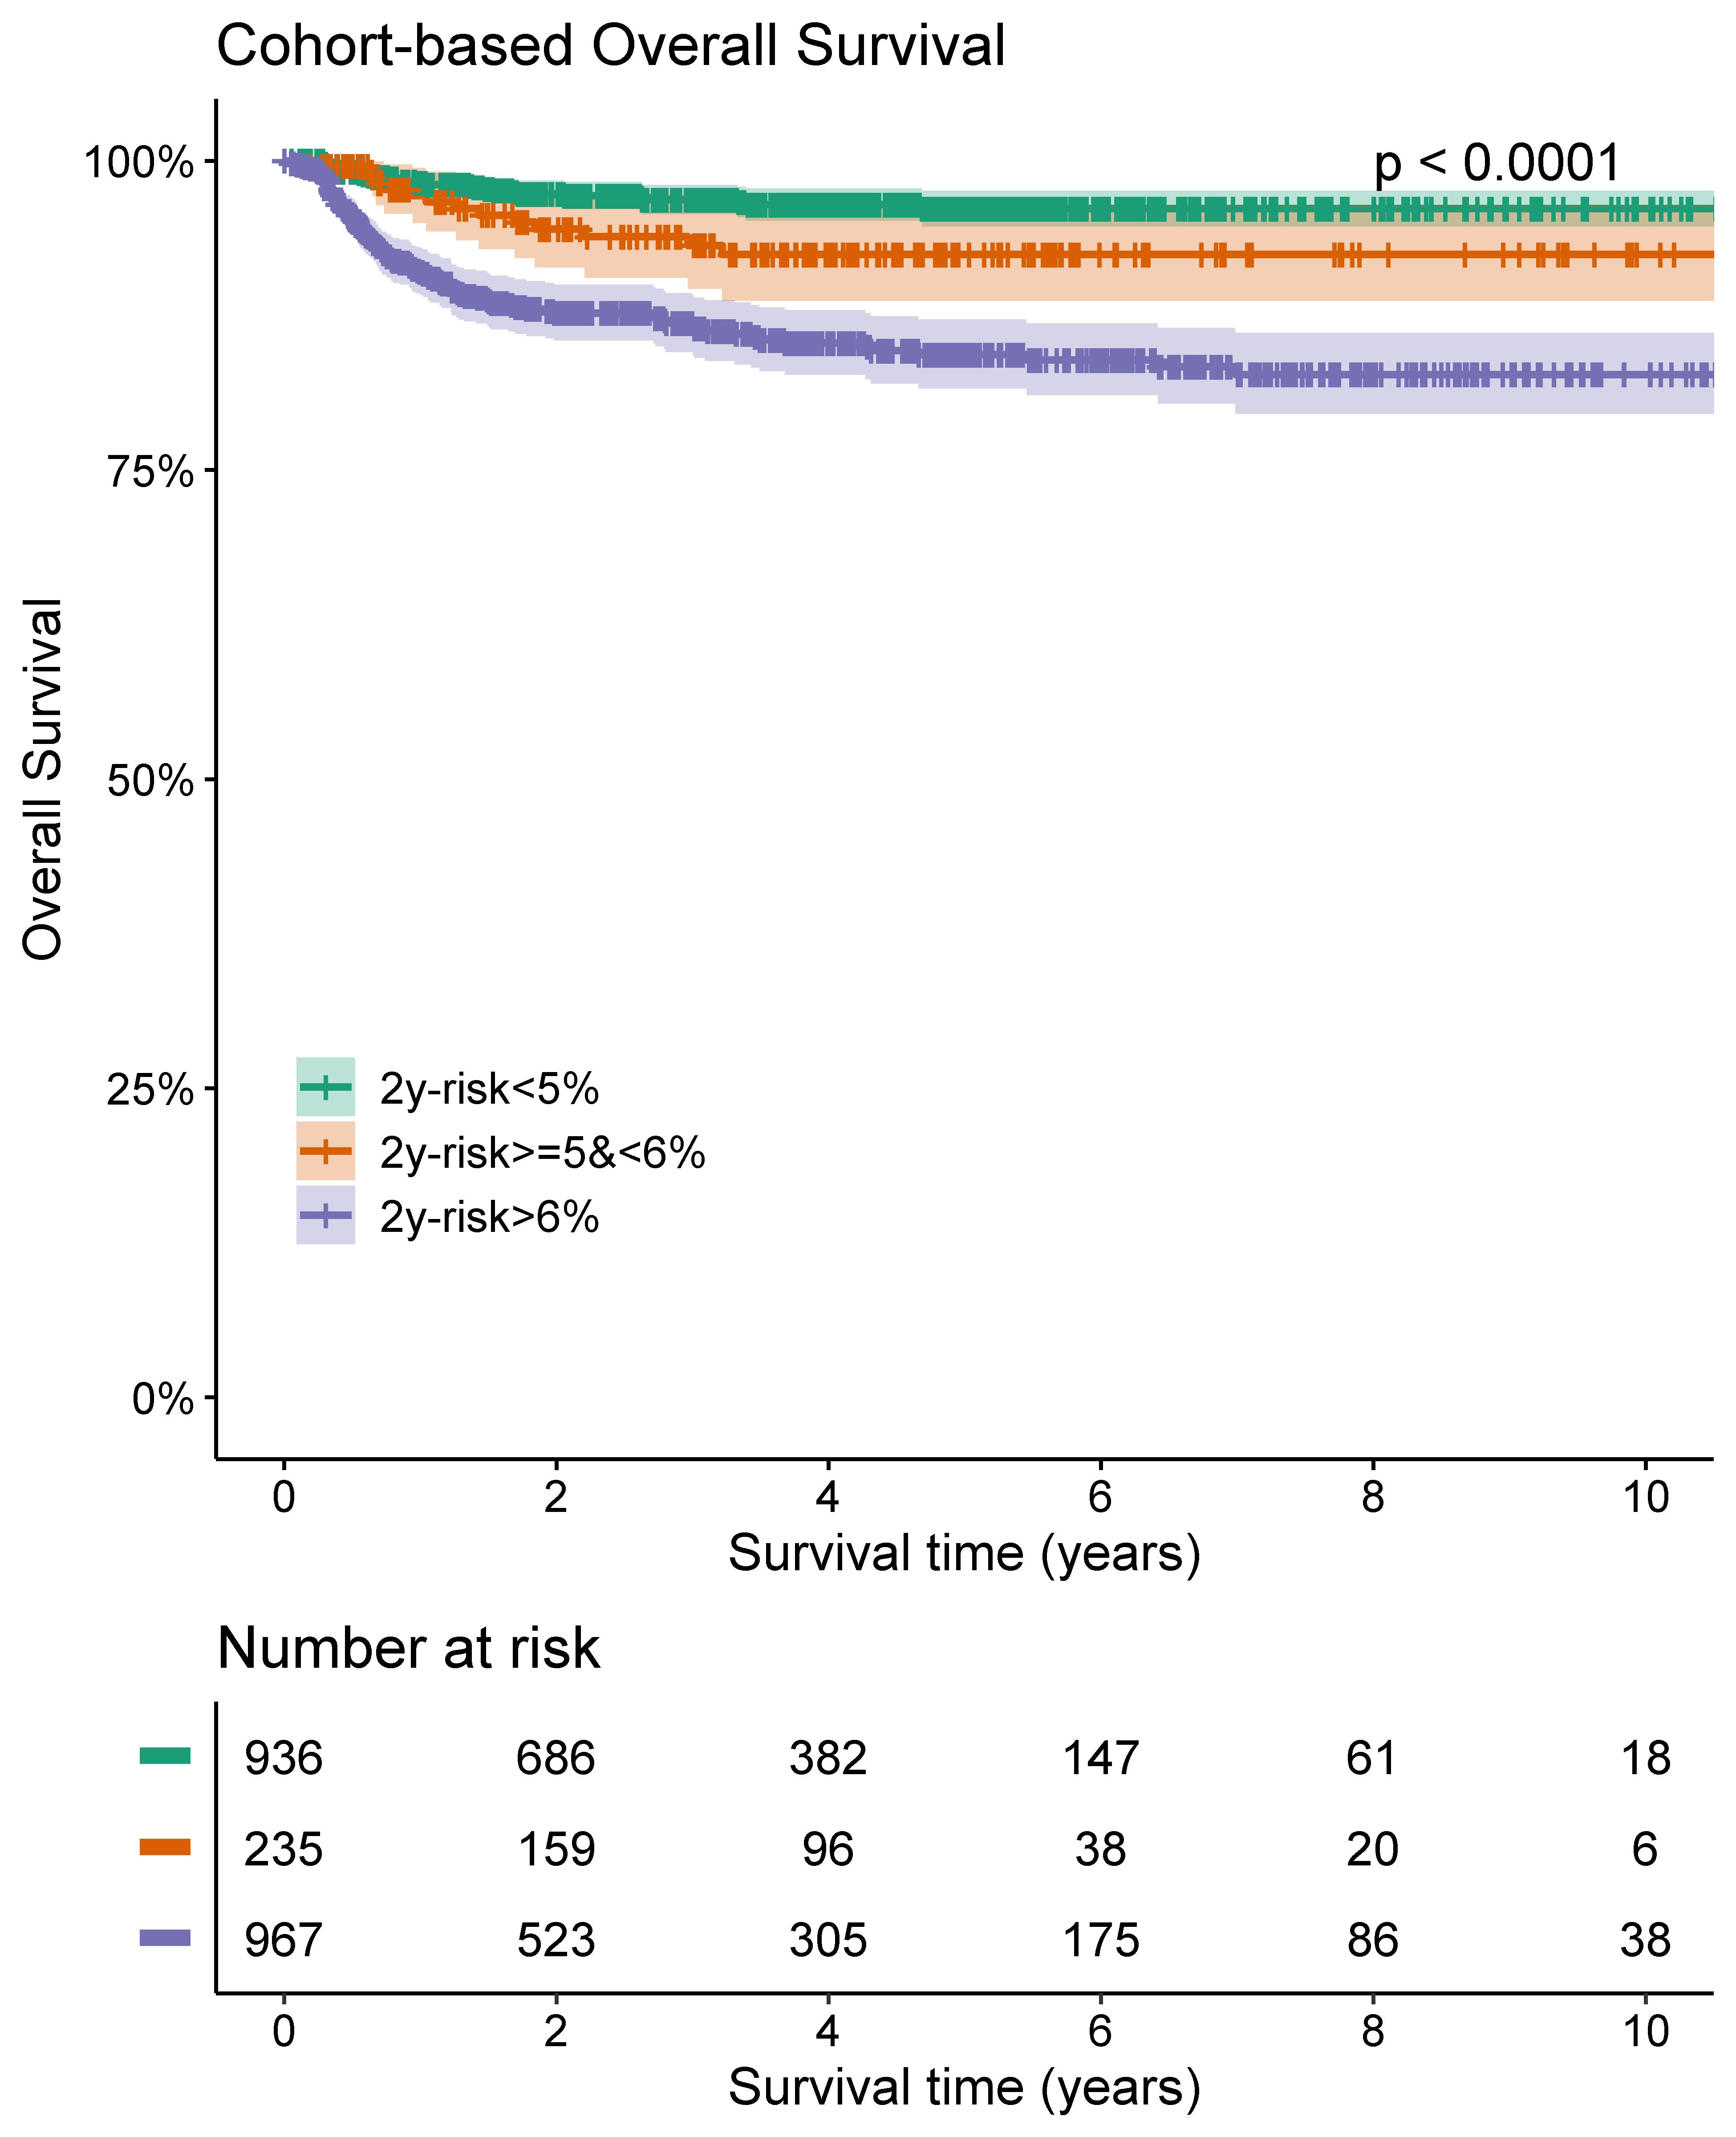 Cohort-based Overall Survival
100%
p < 0.0001
75%
50%
25%
0%
Overall Survival
2y-risk<5%
2y-risk>=5&<6%
2y-risk>6%
0 2 4 6 8 10
Survival time (years)
Number at risk
936 686 382 147 61 18
235 159 96 38 20 6
967 523 305 175 86 38
0 2 4 6 8 10
Survival time (years)